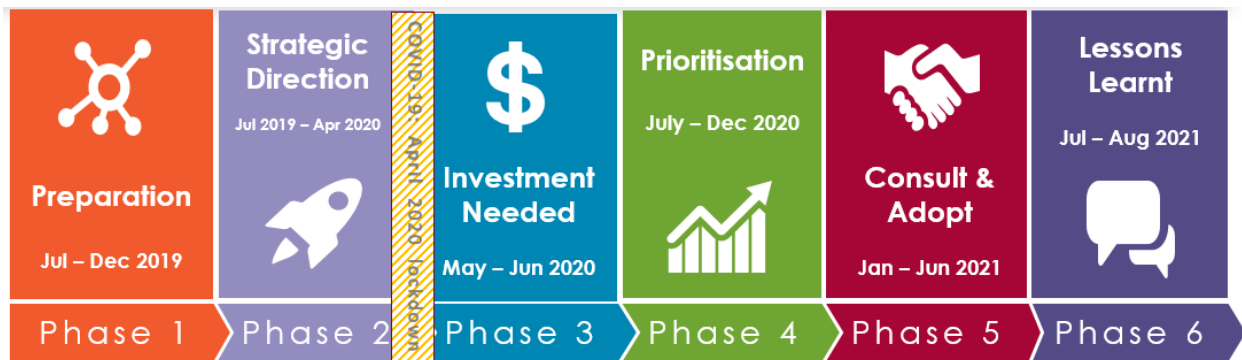 Preparation
Jul – Dec 2019
Phase 1
Strategic
Direction
Jul 2019 – Apr 2020
Phase 2
COVID-19: April 2020 lockdown
$
Investment
Needed
May – Jun 2020
Phase 3
Prioritisation
July – Dec 2020
Phase 4
Consult &
Adopt
Jan – Jun 2021
Phase 5
Lessons
Learnt
Jul – Aug 2021
Phase 6